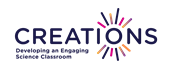 CREATIONS
Developing an Engaging
Science Classroom